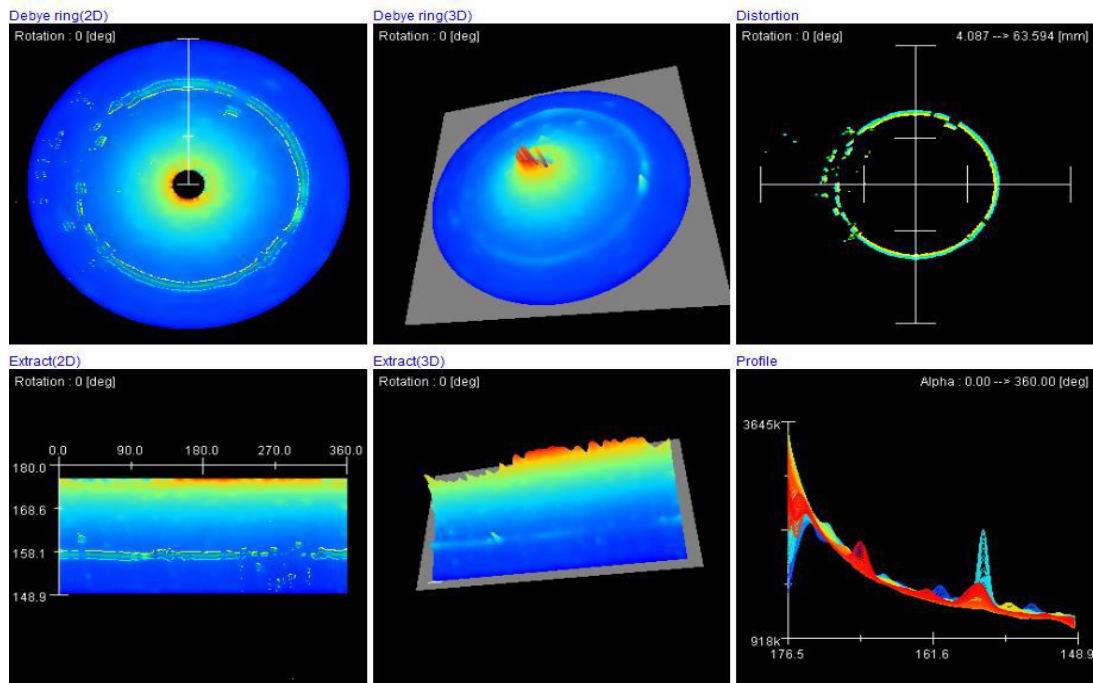 Debye ring(2D)
Rotation : 0 [deg]
Debye ring(3D)
Rotation : 0 [deg]
Distortion
Rotation : 0 [deg]
4.087 --> 63.594 [mm]
Extract(2D)
Rotation : 0 [deg]
0.0 90.0 180.0 270.0 360.0
180.0
168.6
158.1
148.9
Extract(3D)
Rotation : 0 [deg]
Profile
Alpha : 0.00 --> 360.00 [deg]
3645k
918k
176.5 161.6 148.9